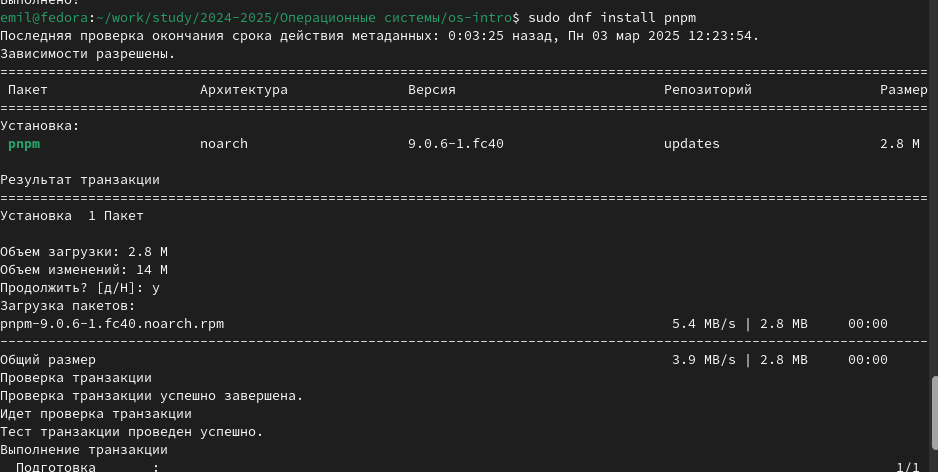 Выполнено!
emil@fedora:~/work/study/2024-2025/Операционные системы/os-intro$ sudo dnf install pnpm
Последняя проверка окончания срока действия метаданных: 0:03:25 назад, Пн 03 мар 2025 12:23:54.
Зависимости разрешены.
================================================================================
Пакет Архитектура Версия Репозиторий Размер
================================================================================
Установка:
pnpm noarch 9.0.6-1.fc40 updates 2.8 M
Результат транзакции
================================================================================
Установка 1 Пакет
Объем загрузки: 2.8 M
Объем изменений: 14 M
Продолжить? [д/Н]: y
Загрузка пакетов:
pnpm-9.0.6-1.fc40.noarch.rpm 5.4 MB/s | 2.8 MB 00:00
--------------------------------------------------------------------------------
Общий размер 3.9 MB/s | 2.8 MB 00:00
Проверка транзакции
Проверка транзакции успешно завершена.
Идет проверка транзакции
Тест транзакции проведен успешно.
Выполнение транзакции
Подготовка : 1/1